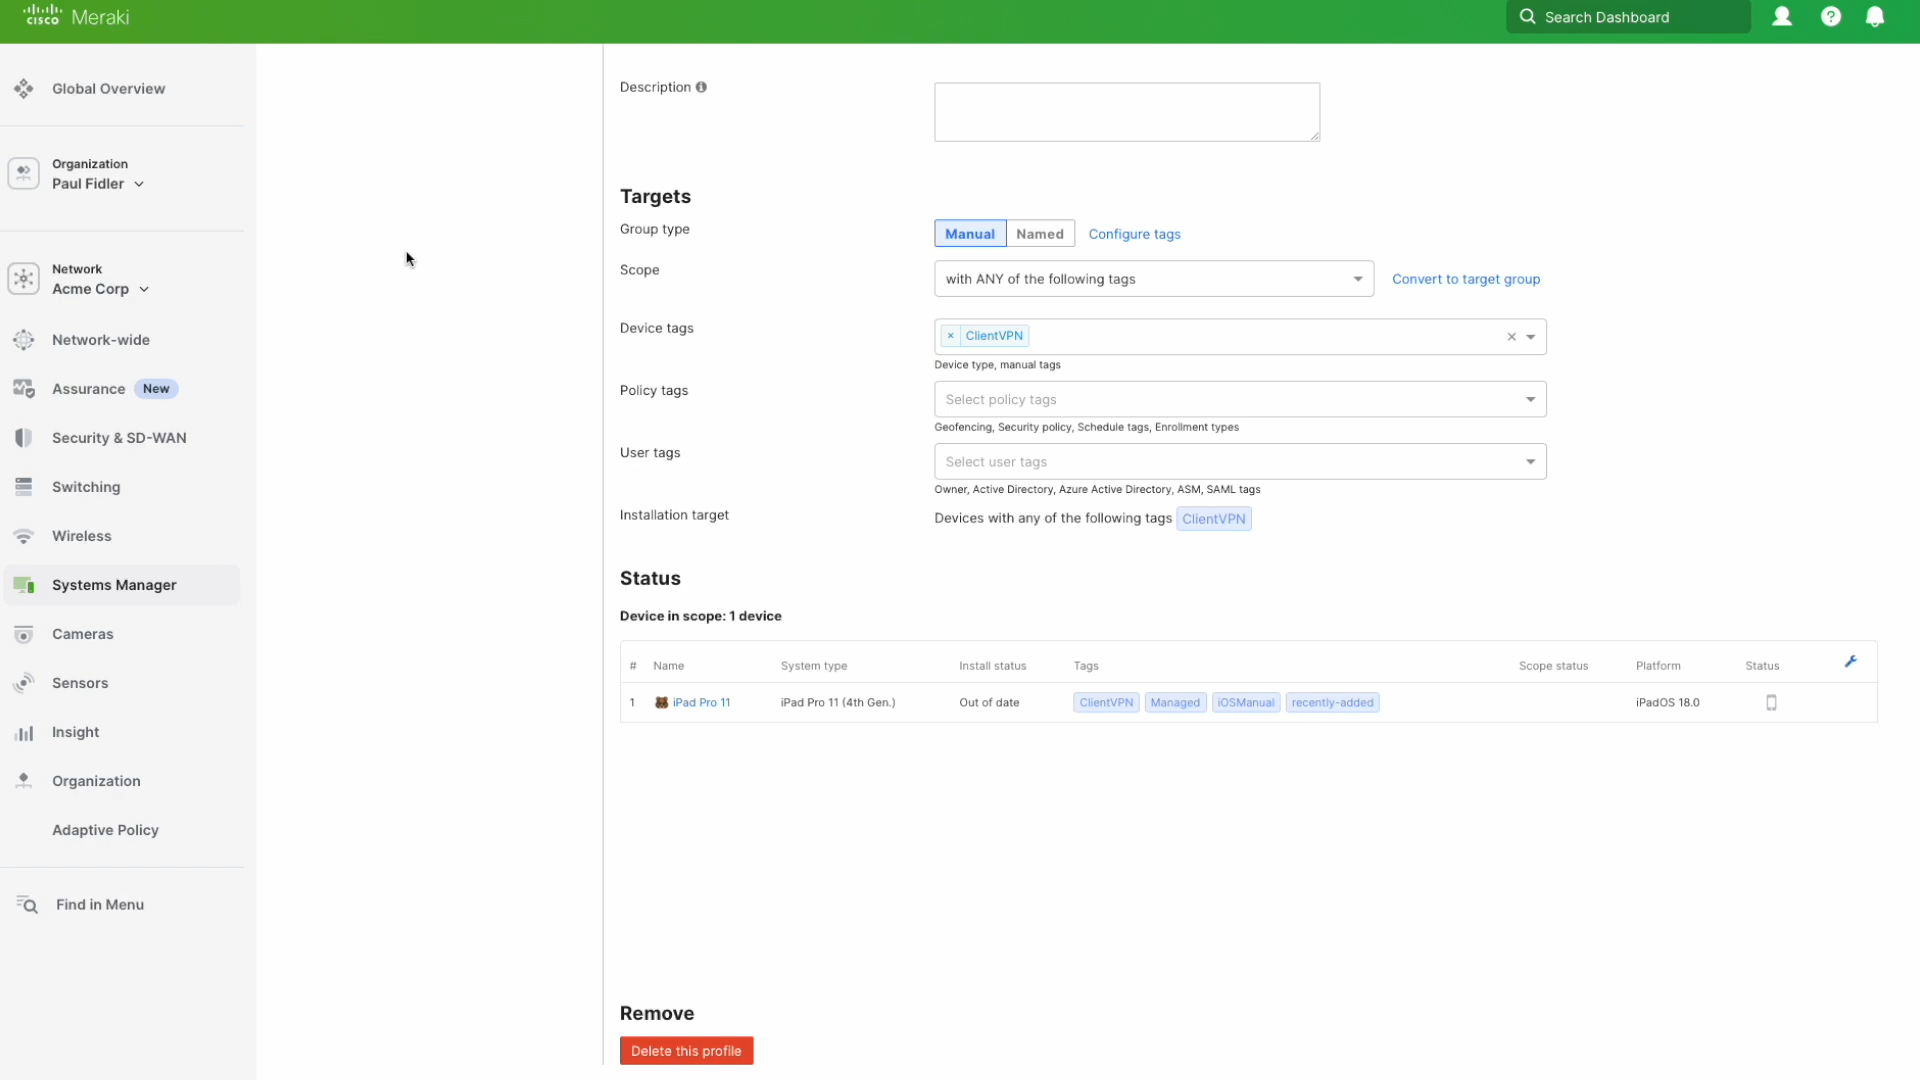 cisco Meraki
Search Dashboard
Global Overview
Organization
Paul Fidler
Network
Acme Corp
Network-wide
Assurance New
Security & SD-WAN
Switching
Wireless
Systems Manager
Cameras
Sensors
Insight
Organization
Adaptive Policy
Find in Menu
Description
Targets
Group type
Manual Named Configure tags
Scope
with ANY of the following tags Convert to target group
Device tags
× ClientVPN
Device type, manual tags
Policy tags
Select policy tags
Geofencing, Security policy, Schedule tags, Enrollment types
User tags
Select user tags
Owner, Active Directory, Azure Active Directory, ASM, SAML tags
Installation target
Devices with any of the following tags ClientVPN
Status
Device in scope: 1 device
# Name System type Install status Tags Scope status Platform Status
1 iPad Pro 11 iPad Pro 11 (4th Gen.) Out of date ClientVPN Managed iOSManual recently-added iPadOS 18.0
Remove
Delete this profile